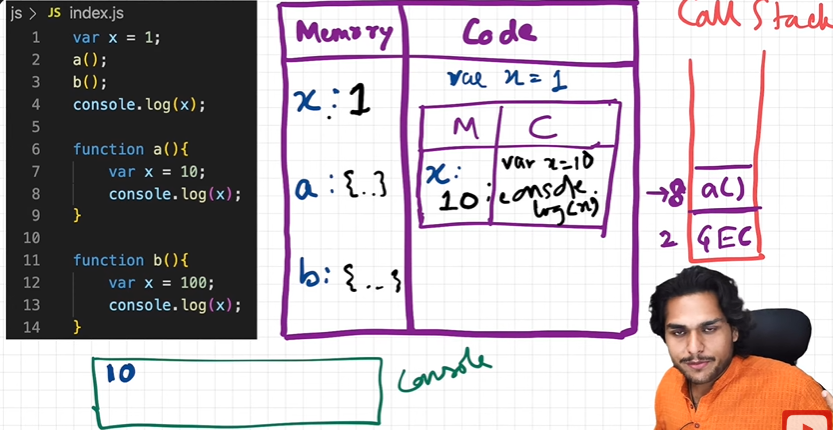 js > JS index.js
1 var x = 1;
2 a();
3 b();
4 console.log(x);
5
6 function a(){
7 var x = 10;
8 console.log(x);
9 }
10
11 function b(){
12 var x = 100;
13 console.log(x);
14 }
Memory
Code
x: 1
a: {..}
b: {...}
var x = 1
M
C
x:
10
var x=10
console.
log(x)
Call Stack
→8
a()
2
GEC
10
Console